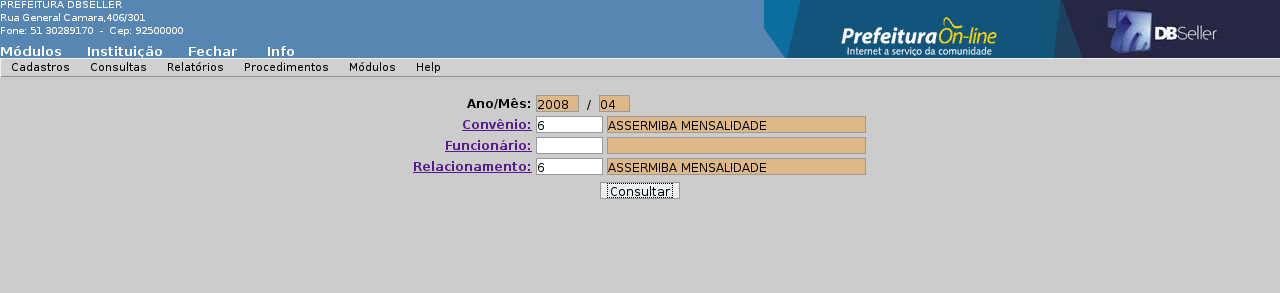 PREFEITURA DBSELLER
Rua General Camara,406/301
Fone: 51 30289170 - Cep: 92500000
Módulos Instituição Fechar Info
Prefeitura On-line
Internet a serviço da comunidade
DBSeller
Cadastros Consultas Relatórios Procedimentos Módulos Help
Ano/Mês: 2008 / 04
Convênio: 6 ASSERMIBA MENSALIDADE
Funcionário:
Relacionamento: 6 ASSERMIBA MENSALIDADE
Consultar